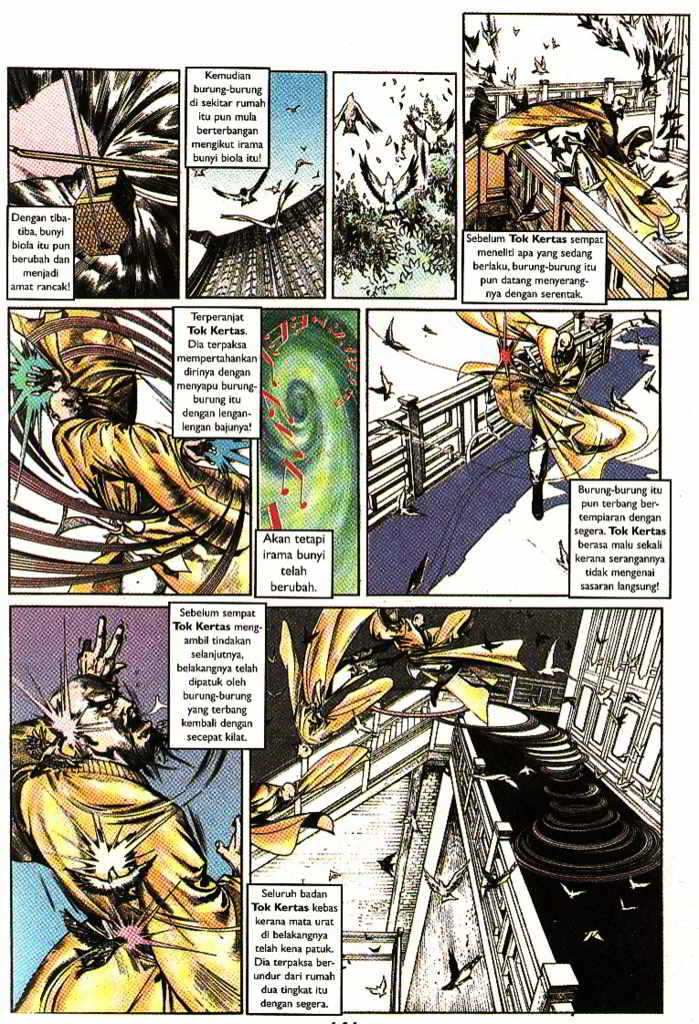 Dengan tiba-
tiba, bunyi
biola itu pun
berubah dan
menjadi
amat rancak!
Kemudian
burung-burung
di sekitar rumah
itu pun mula
berterbangan
mengikut irama
bunyi biola itu!
Sebelum Tok Kertas sempat
meneliti apa yang sedang
berlaku, burung-burung itu
pun datang menyerang-
nya dengan serentak.
Terperanjat
Tok Kertas.
Dia terpaksa
mempertahankan
dirinya dengan
menyapu burung-
burung itu
dengan lengan-
lengan bajunya!
Akan tetapi
irama bunyi
telah
berubah.
Burung-burung itu
pun terbang ber-
tempiaran dengan
segera. Tok Kertas
berasa malu sekali
kerana serangannya
tidak mengenai
sasaran langsung!
Sebelum sempat
Tok Kertas meng-
ambil tindakan
selanjutnya,
belakangnya telah
dipatuk oleh
burung-burung
yang terbang
kembali dengan
secepat kilat.
Seluruh badan
Tok Kertas kebas
kerana mata urat
di belakangnya
telah kena patuk.
Dia terpaksa ber-
undur dari rumah
dua tingkat itu
dengan segera.